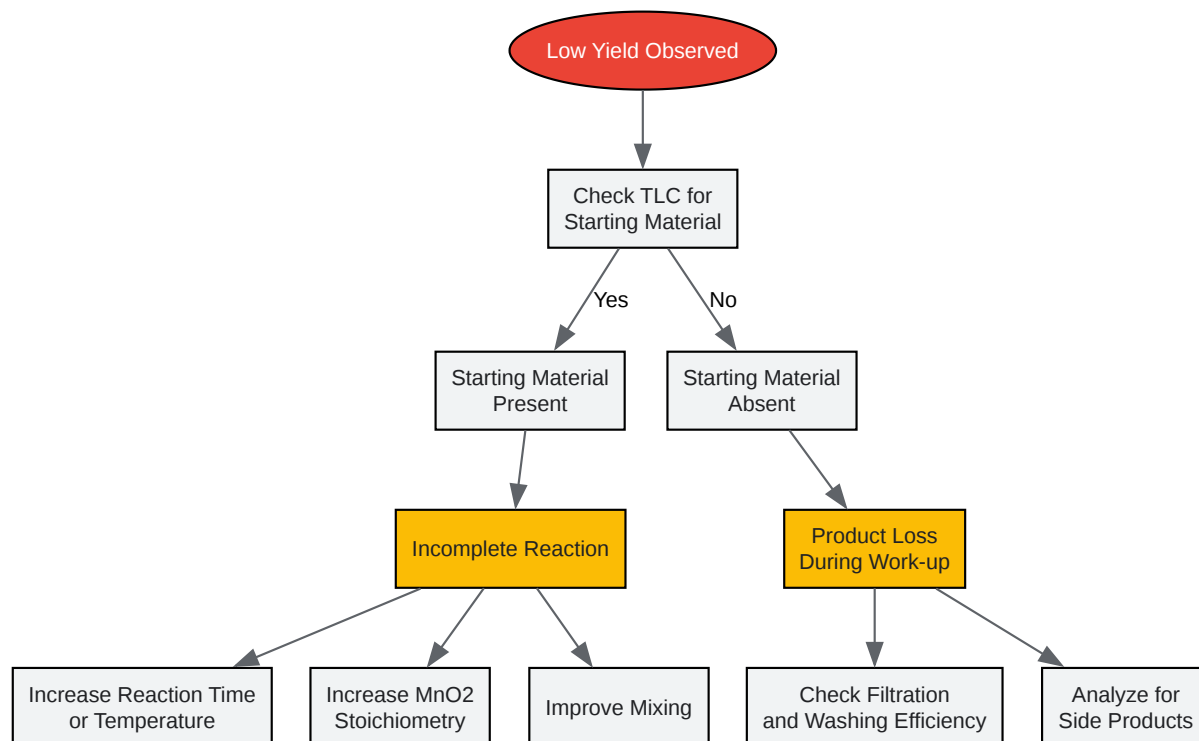 Low Yield Observed
Check TLC for
Starting Material
Yes
No
Starting Material
Present
Starting Material
Absent
Incomplete Reaction
Product Loss
During Work-up
Increase Reaction Time
or Temperature
Increase MnO2
Stoichiometry
Improve Mixing
Check Filtration
and Washing Efficiency
Analyze for
Side Products